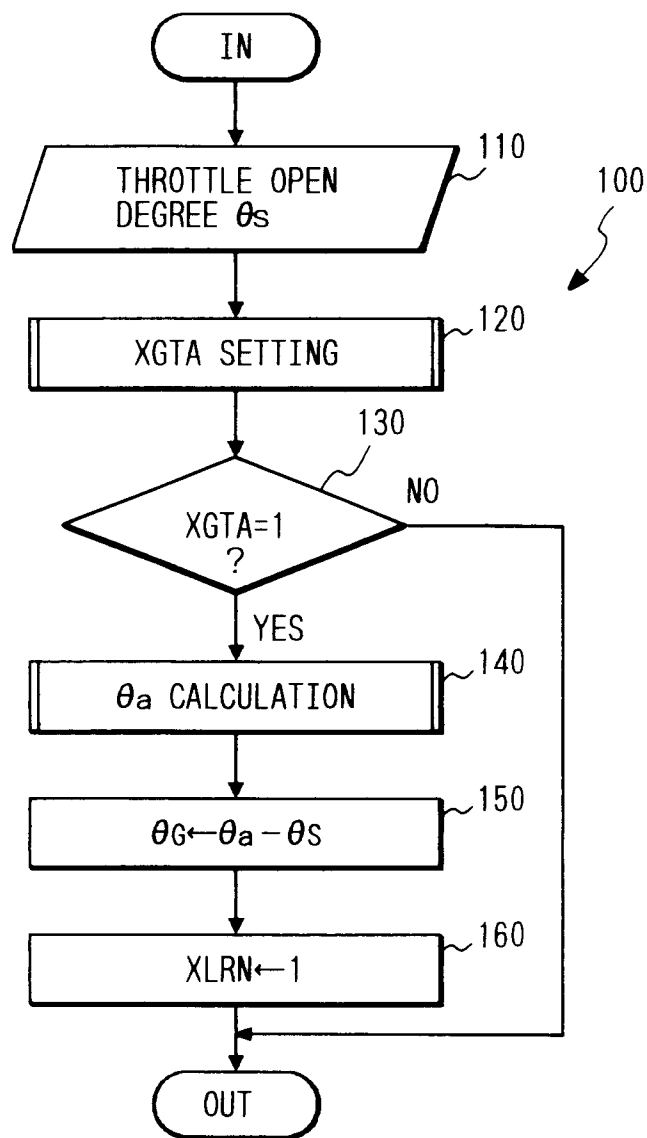 IN
THROTTLE OPEN
DEGREE θs
110
100
XGTA SETTING
120
130
XGTA=1
?
NO
YES
θa CALCULATION
140
θG←θa-θS
150
XLRN←1
160
OUT